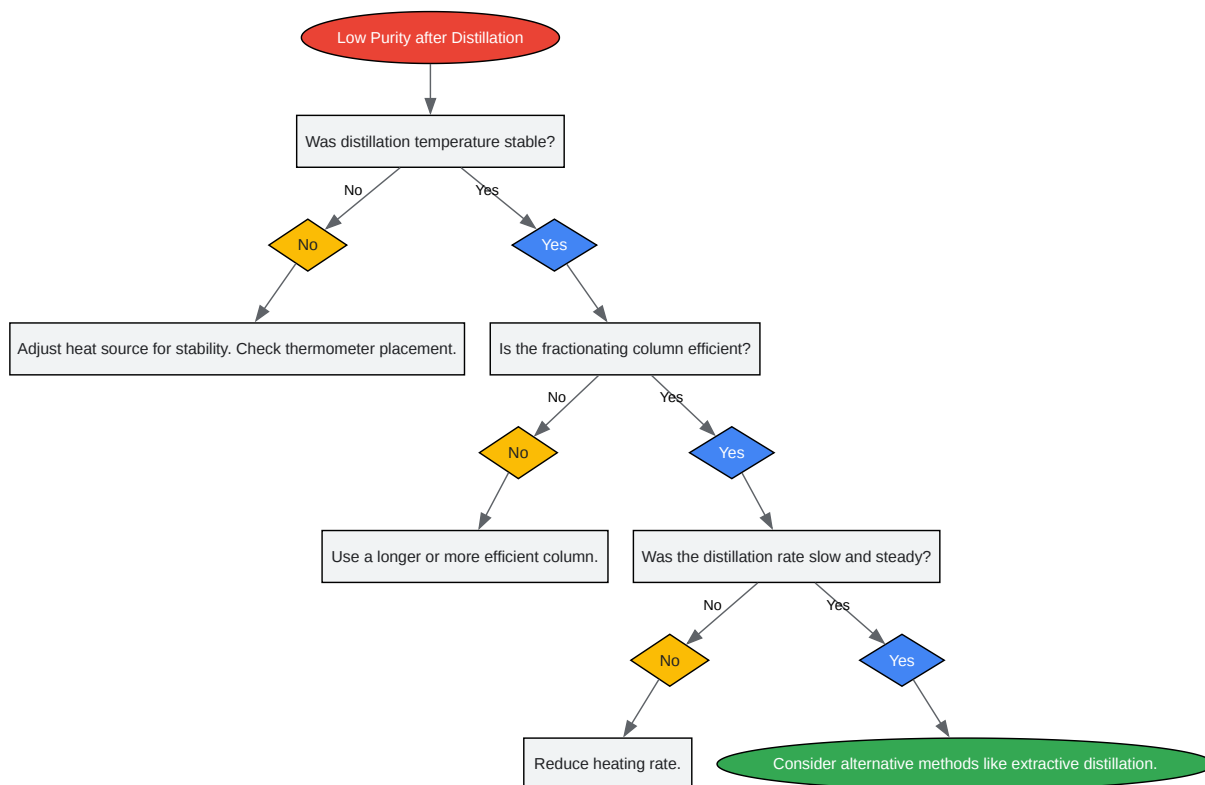 Low Purity after Distillation
Was distillation temperature stable?
No
Yes
No
Yes
Adjust heat source for stability. Check thermometer placement.
Is the fractionating column efficient?
No
Yes
No
Yes
Use a longer or more efficient column.
Was the distillation rate slow and steady?
No
Yes
No
Yes
Reduce heating rate.
Consider alternative methods like extractive distillation.